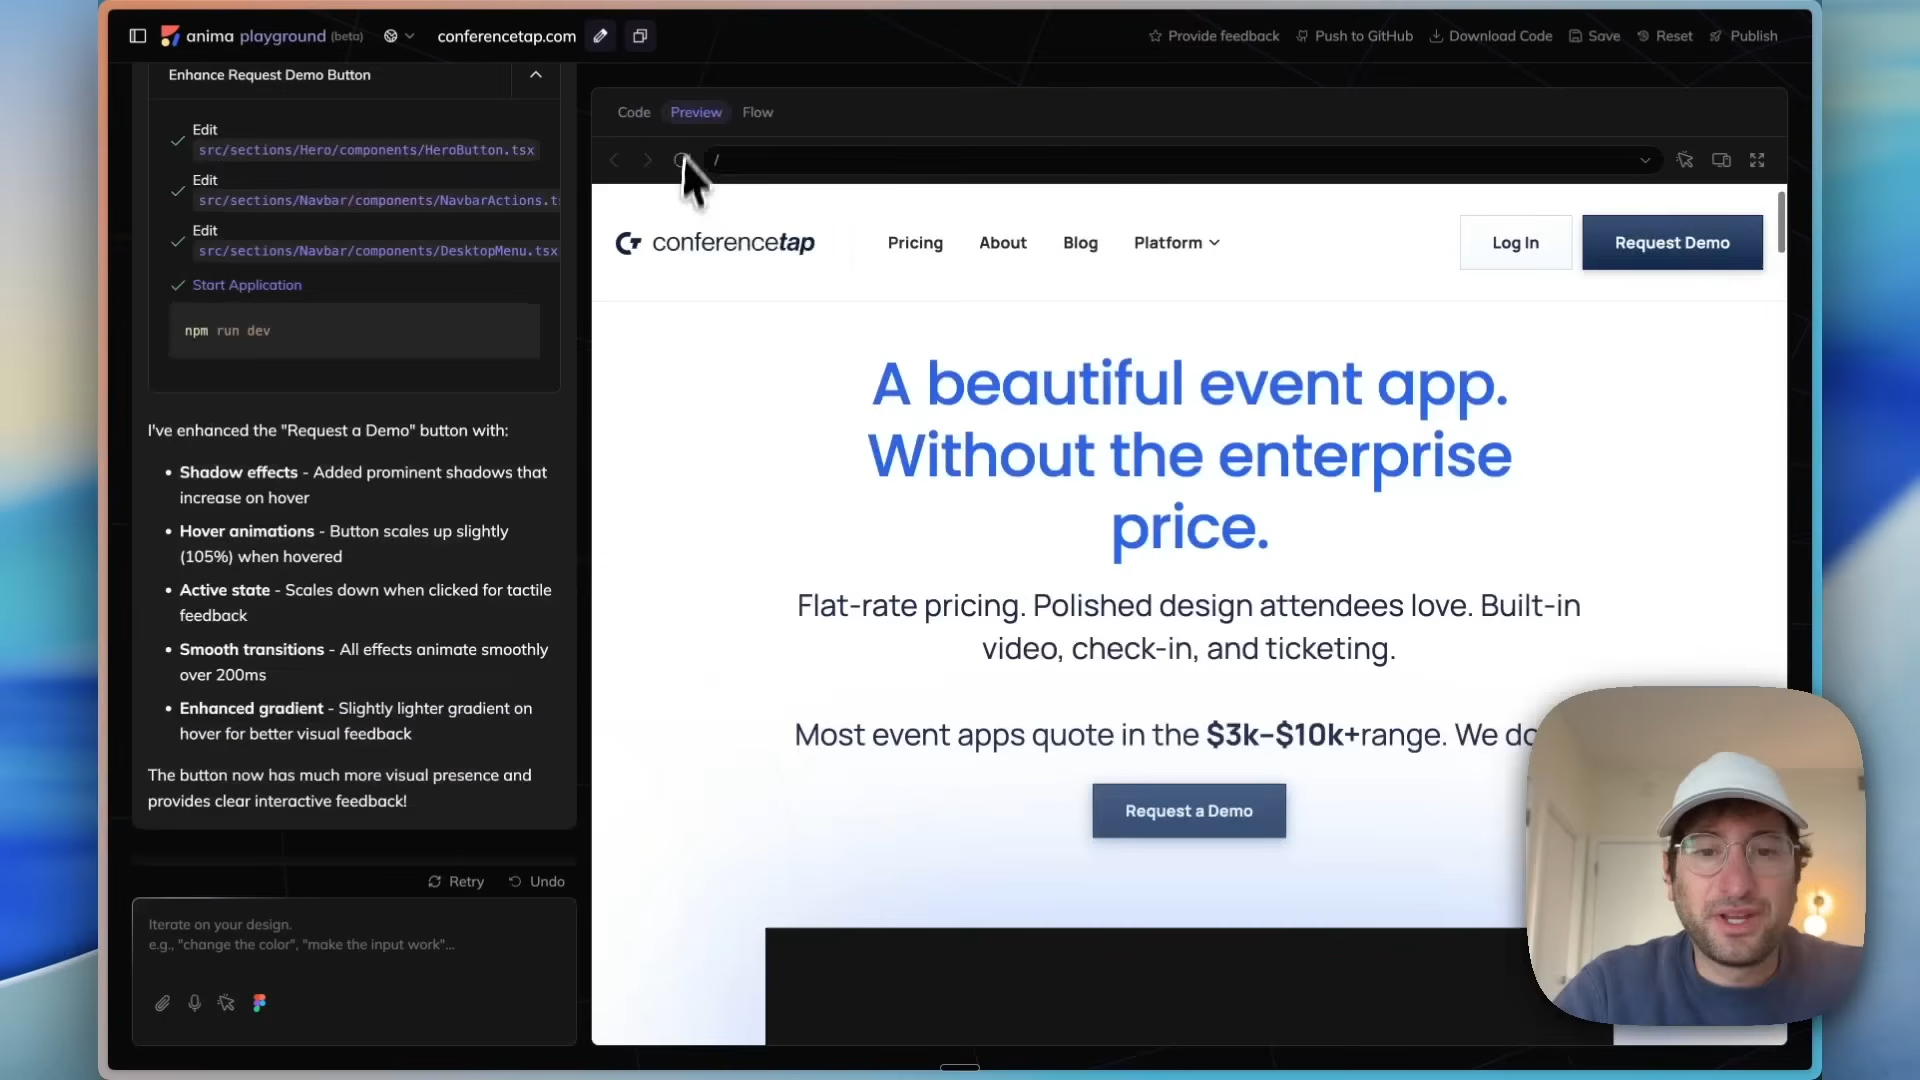 anima playground (beta)
conferencetap.com
Provide feedback
Push to GitHub
Download Code
Save
Reset
Publish
Enhance Request Demo Button
Edit
src/sections/Hero/components/HeroButton.tsx
Edit
src/sections/Navbar/components/NavbarActions.t
Edit
src/sections/Navbar/components/DesktopMenu.tsx
Start Application
npm run dev
I've enhanced the "Request a Demo" button with:
• Shadow effects - Added prominent shadows that
increase on hover
• Hover animations - Button scales up slightly
(105%) when hovered
• Active state - Scales down when clicked for tactile
feedback
• Smooth transitions - All effects animate smoothly
over 200ms
• Enhanced gradient - Slightly lighter gradient on
hover for better visual feedback
The button now has much more visual presence and
provides clear interactive feedback!
Retry
Undo
Iterate on your design.
e.g., "change the color", "make the input work"...
Code
Preview
Flow
/
conferencetap
Pricing
About
Blog
Platform
Log In
Request Demo
A beautiful event app.
Without the enterprise
price.
Flat-rate pricing. Polished design attendees love. Built-in
video, check-in, and ticketing.
Most event apps quote in the $3k–$10k+range. We do
Request a Demo